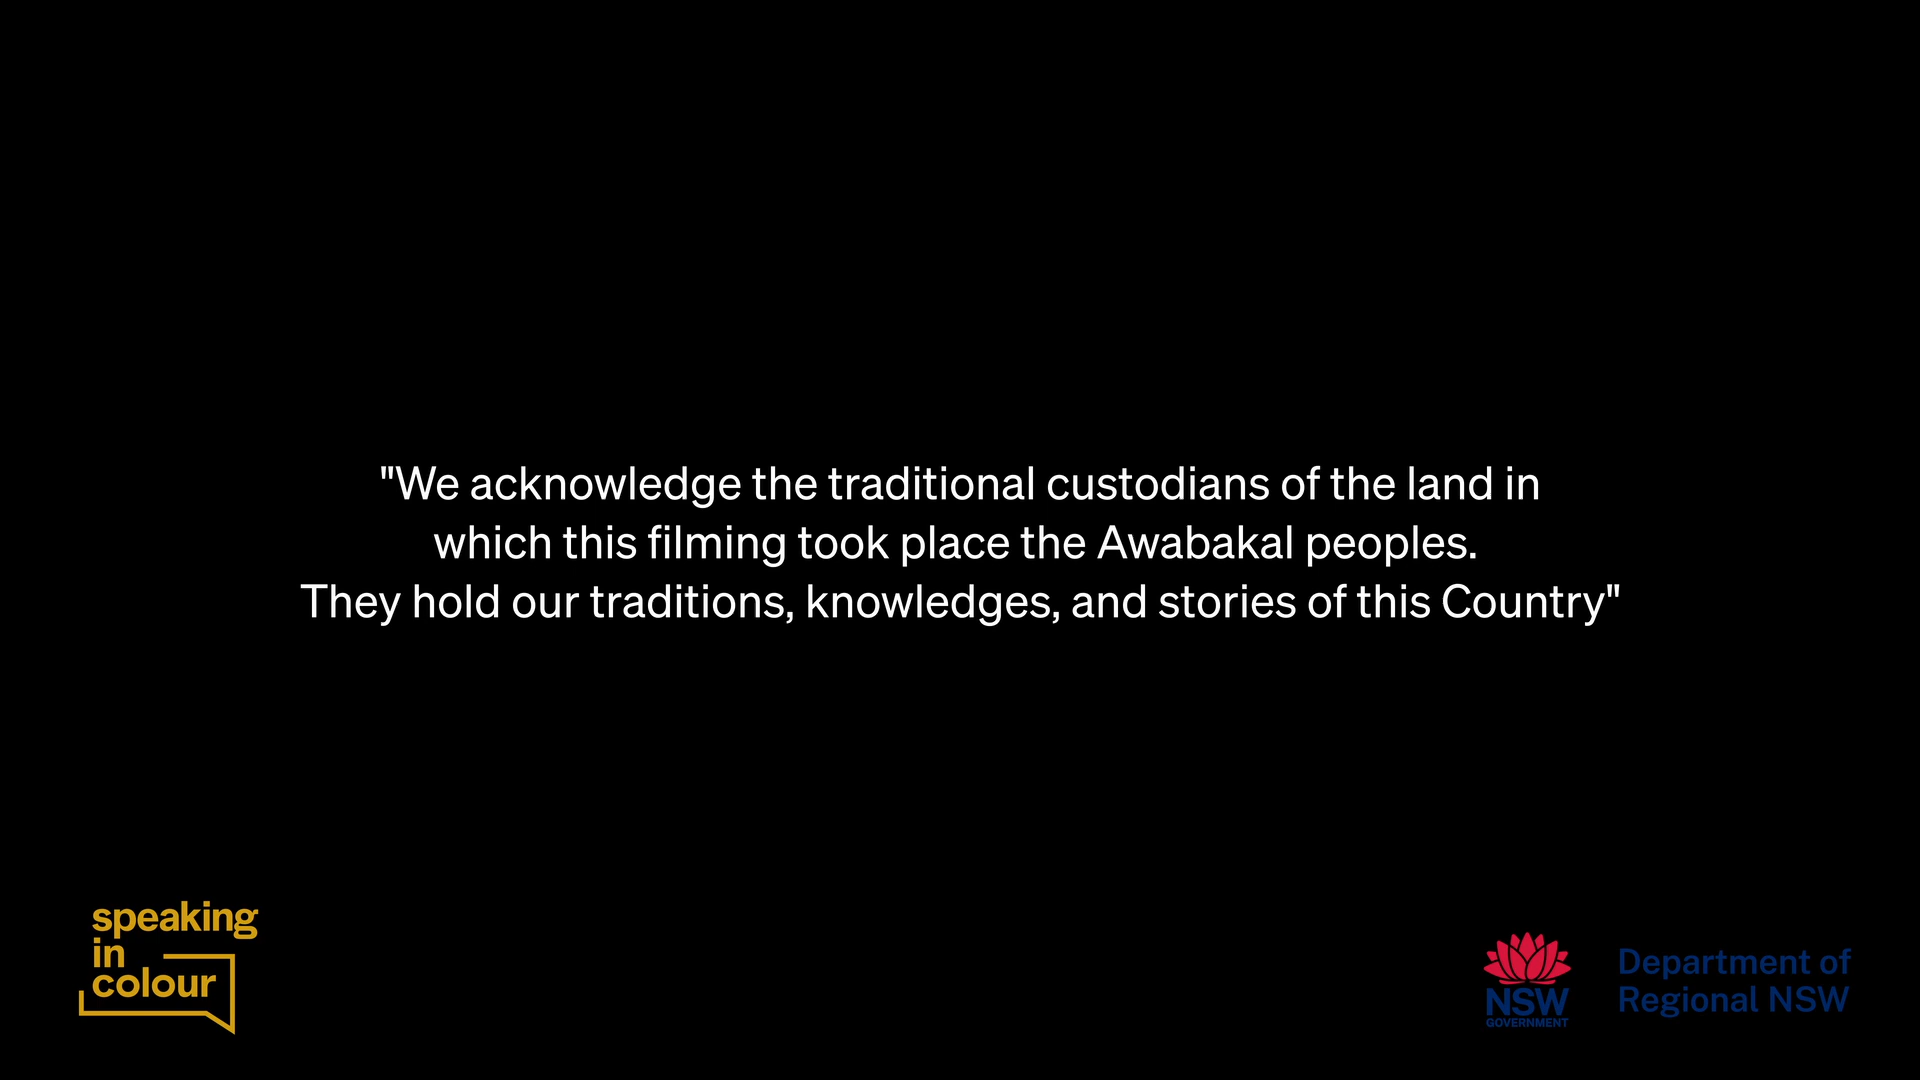 "We acknowledge the traditional custodians of the land in
which this filming took place the Awabakal peoples.
They hold our traditions, knowledges, and stories of this Country"
speaking
in
colour
NSW
GOVERNMENT
Department of
Regional NSW